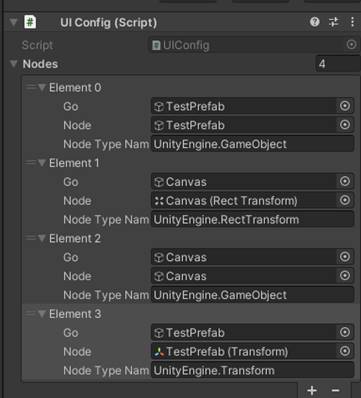 UI Config (Script)
Script UIConfig
Nodes 4
Element 0
Go TestPrefab
Node TestPrefab
Node Type Nam UnityEngine.GameObject
Element 1
Go Canvas
Node Canvas (Rect Transform)
Node Type Nam UnityEngine.RectTransform
Element 2
Go Canvas
Node Canvas
Node Type Nam UnityEngine.GameObject
Element 3
Go TestPrefab
Node TestPrefab (Transform)
Node Type Nam UnityEngine.Transform